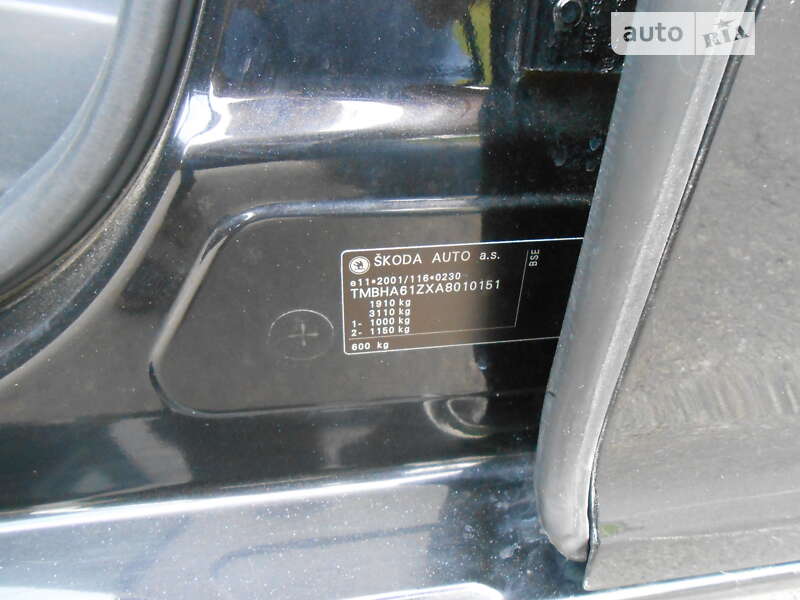 auto RIA
ŠKODA AUTO a.s.
BSE
e11*2001/116*0230
TMBHA61ZXA8010151
1910 kg
3110 kg
1- 1000 kg
2- 1150 kg
600 kg